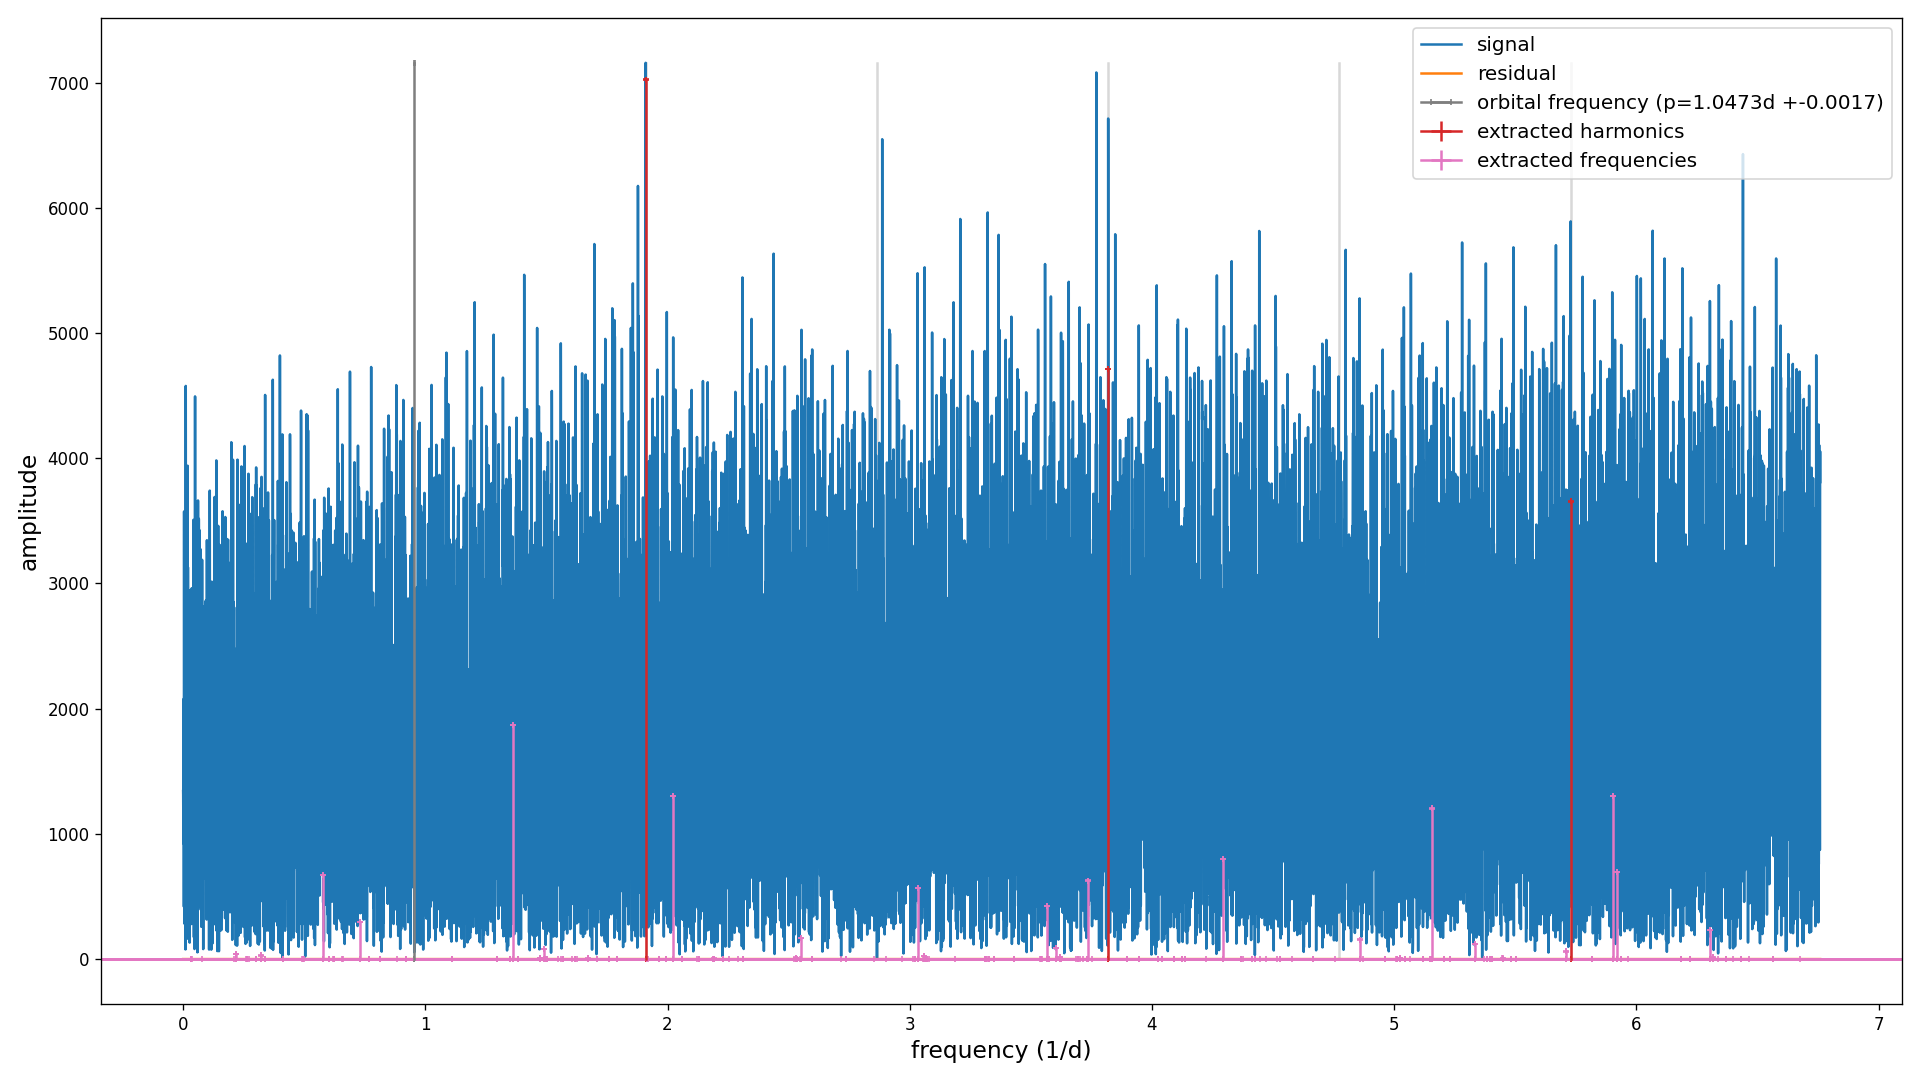 signal
residual
orbital frequency (p=1.0473d +-0.0017)
extracted harmonics
extracted frequencies
amplitude
7000
6000
5000
4000
3000
2000
1000
0
0 1 2 3 4 5 6 7
frequency (1/d)